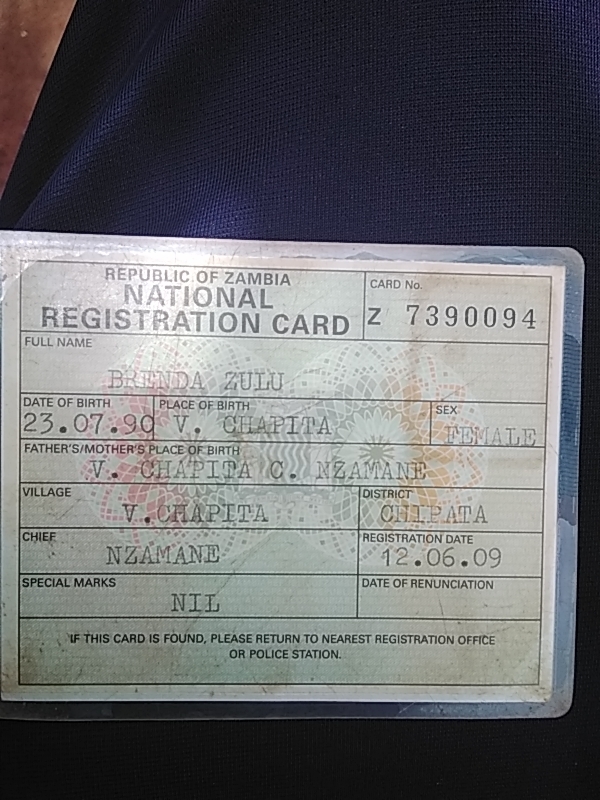 REPUBLIC OF ZAMBIA
NATIONAL
REGISTRATION CARD
CARD No.
Z 7390094
FULL NAME
BRENDA ZULU
DATE OF BIRTH
23.07.90
PLACE OF BIRTH
V. CHAPITA
SEX
FEMALE
FATHER'S/MOTHER'S PLACE OF BIRTH
V. CHAPITA C. NZAMANE
VILLAGE
V.CHAPITA
DISTRICT
CHIPATA
CHIEF
NZAMANE
REGISTRATION DATE
12.06.09
SPECIAL MARKS
NIL
DATE OF RENUNCIATION
IF THIS CARD IS FOUND, PLEASE RETURN TO NEAREST REGISTRATION OFFICE
OR POLICE STATION.